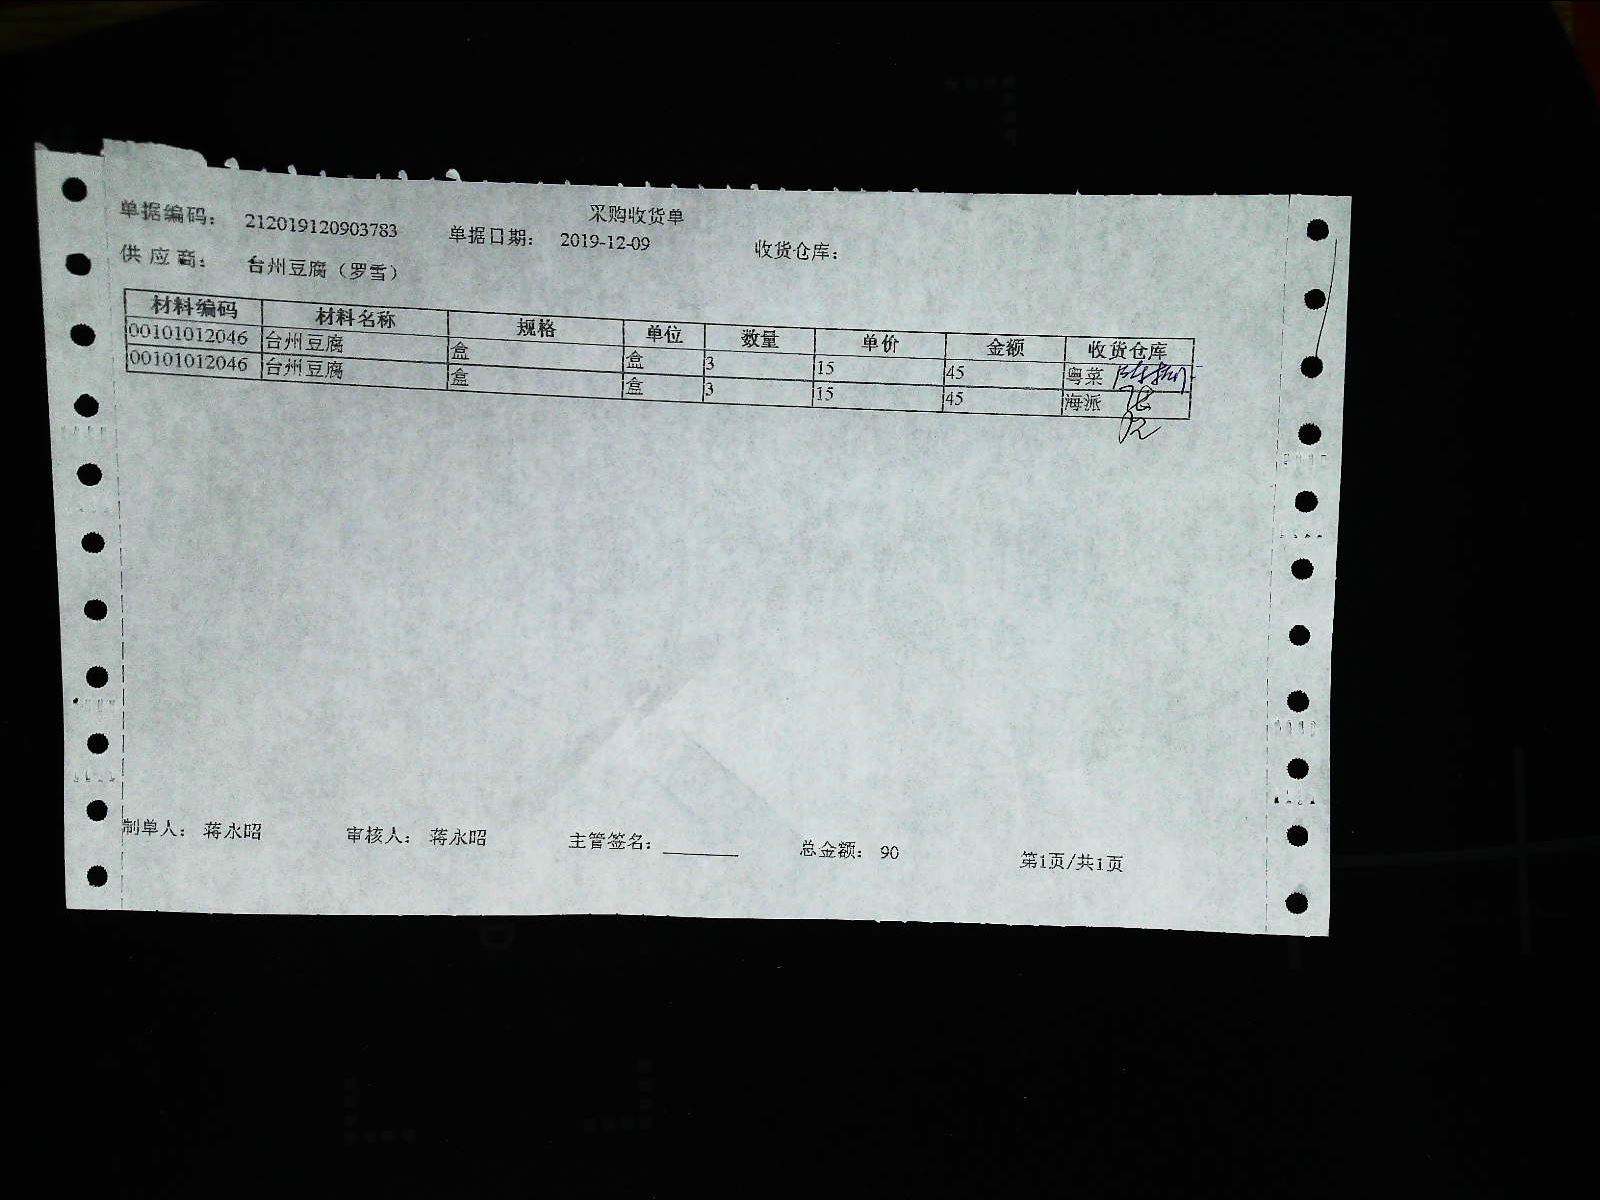 采购收货单
单据编码: 212019120903783 单据日期: 2019-12-09 收货仓库:
供应商: 台州豆腐（罗雪）
材料编码 材料名称 规格 单位 数量 单价 金额 收货仓库
00101012046 台州豆腐 盒 盒 3 15 45 粤菜
00101012046 台州豆腐 盒 盒 3 15 45 海派
制单人: 蒋永昭 审核人: 蒋永昭 主管签名: 总金额: 90 第1页/共1页